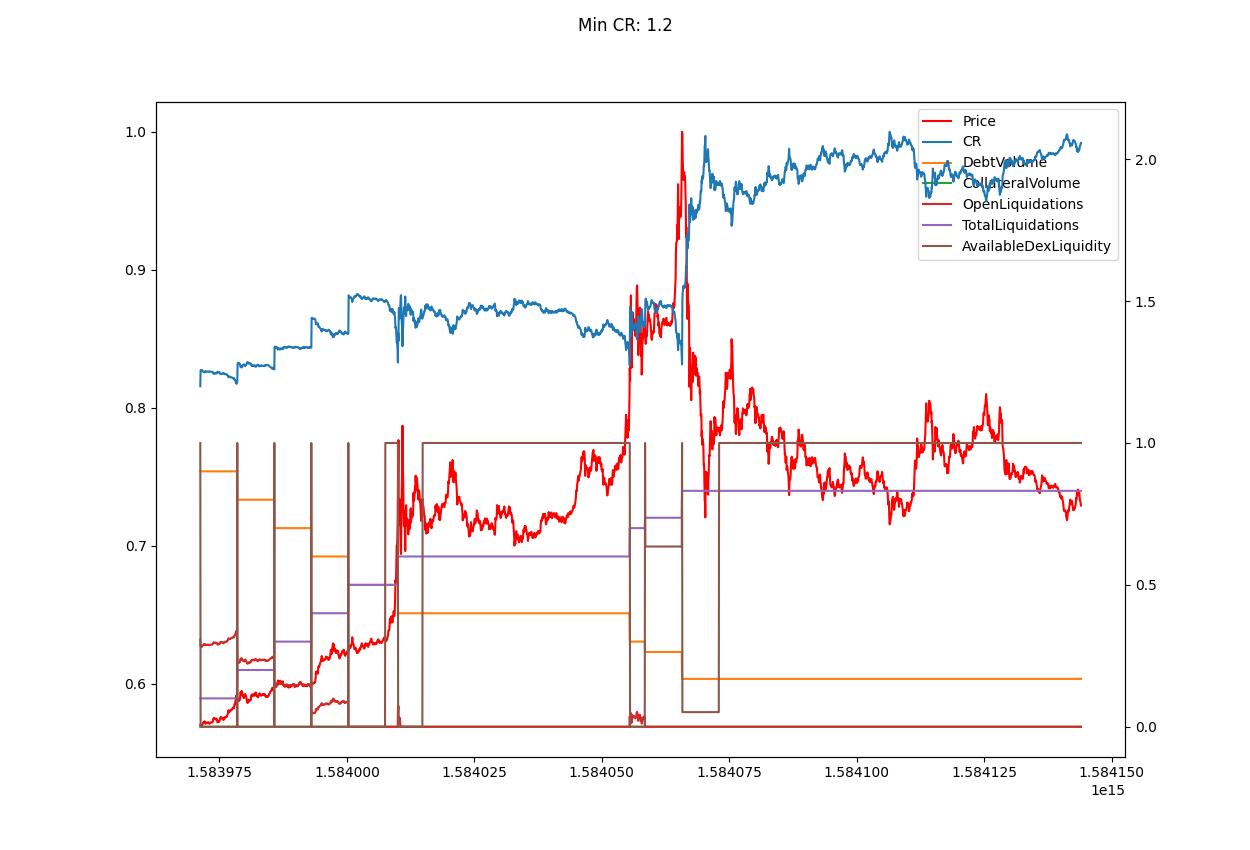 Min CR: 1.2
1.0
0.9
0.8
0.7
0.6
2.0
1.5
1.0
0.5
0.0
Price
CR
DebtVolume
CollateralVolume
OpenLiquidations
TotalLiquidations
AvailableDexLiquidity
1.583975 1.584000 1.584025 1.584050 1.584075 1.584100 1.584125 1.584150
1e15